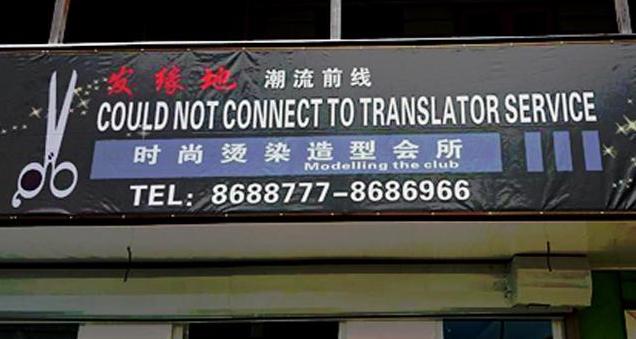 发缘地 潮流前线
COULD NOT CONNECT TO TRANSLATOR SERVICE
时尚烫染造型会所
Modelling the club
TEL: 8688777-8686966